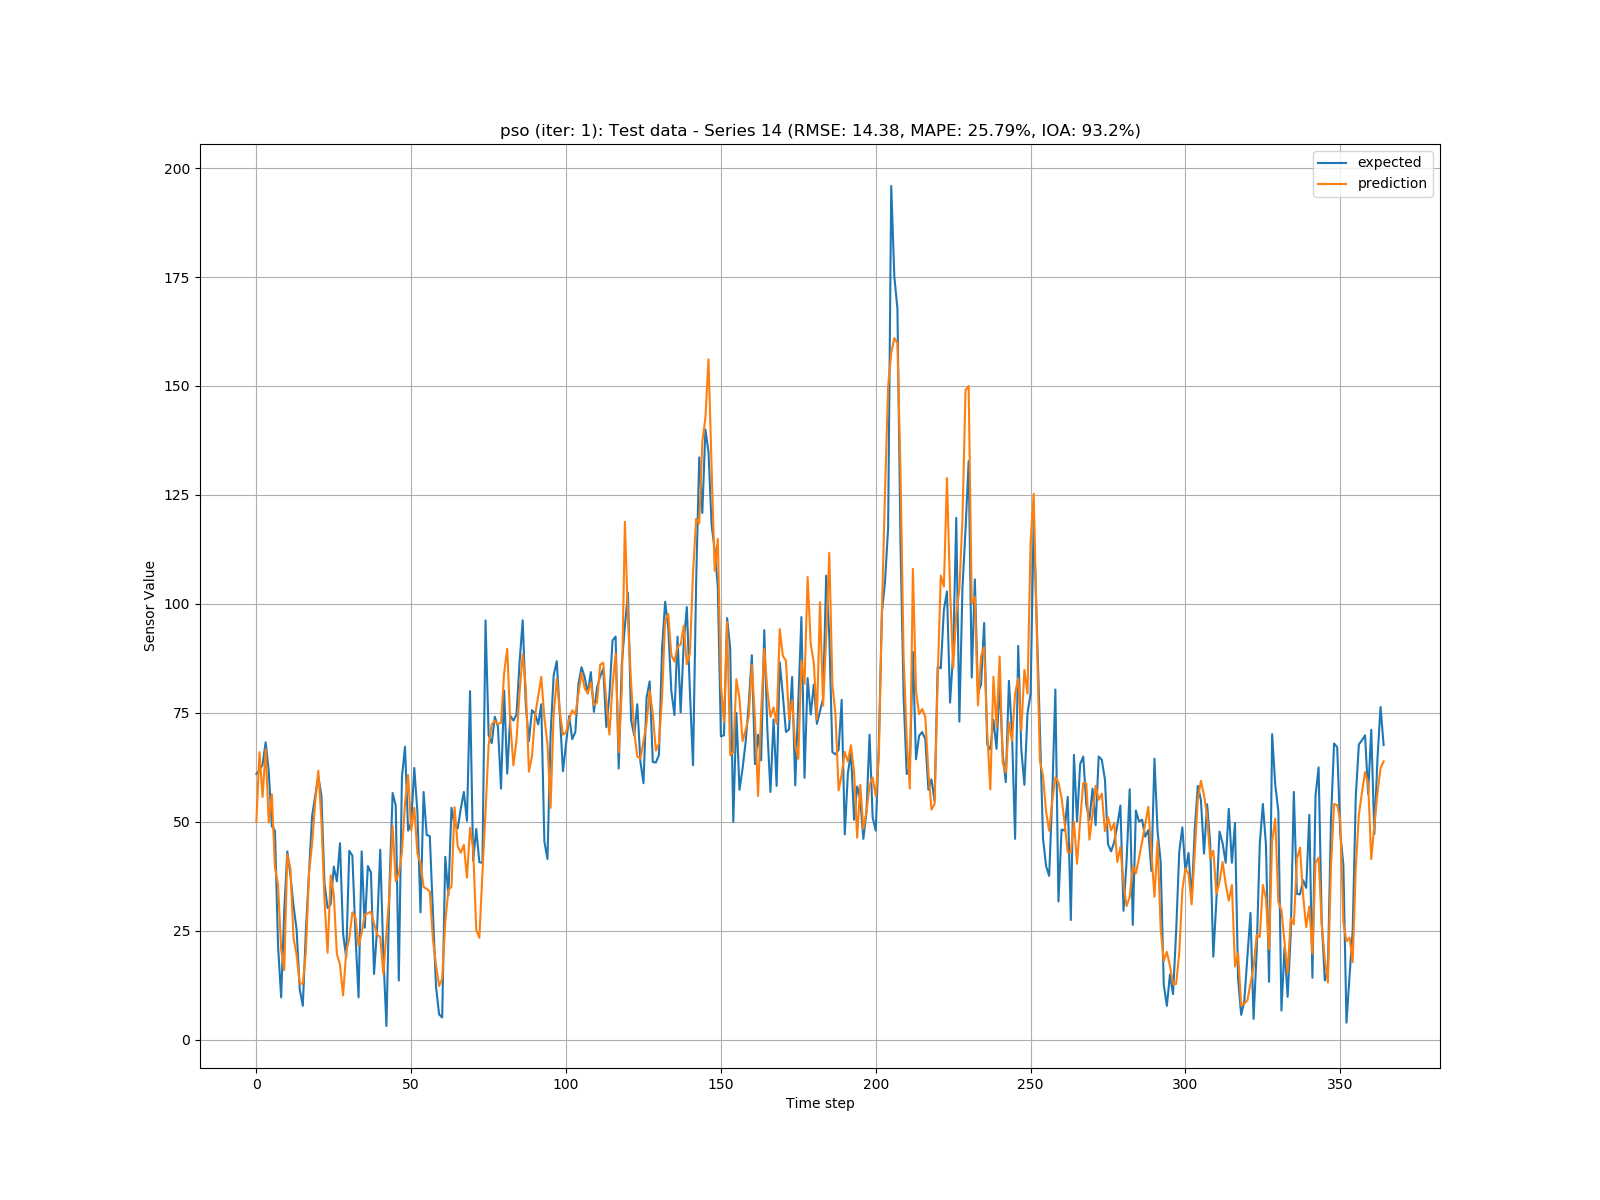 pso (iter: 1): Test data - Series 14 (RMSE: 14.38, MAPE: 25.79%, IOA: 93.2%)
expected
prediction
200
175
150
125
100
75
50
25
0
Sensor Value
0 50 100 150 200 250 300 350
Time step